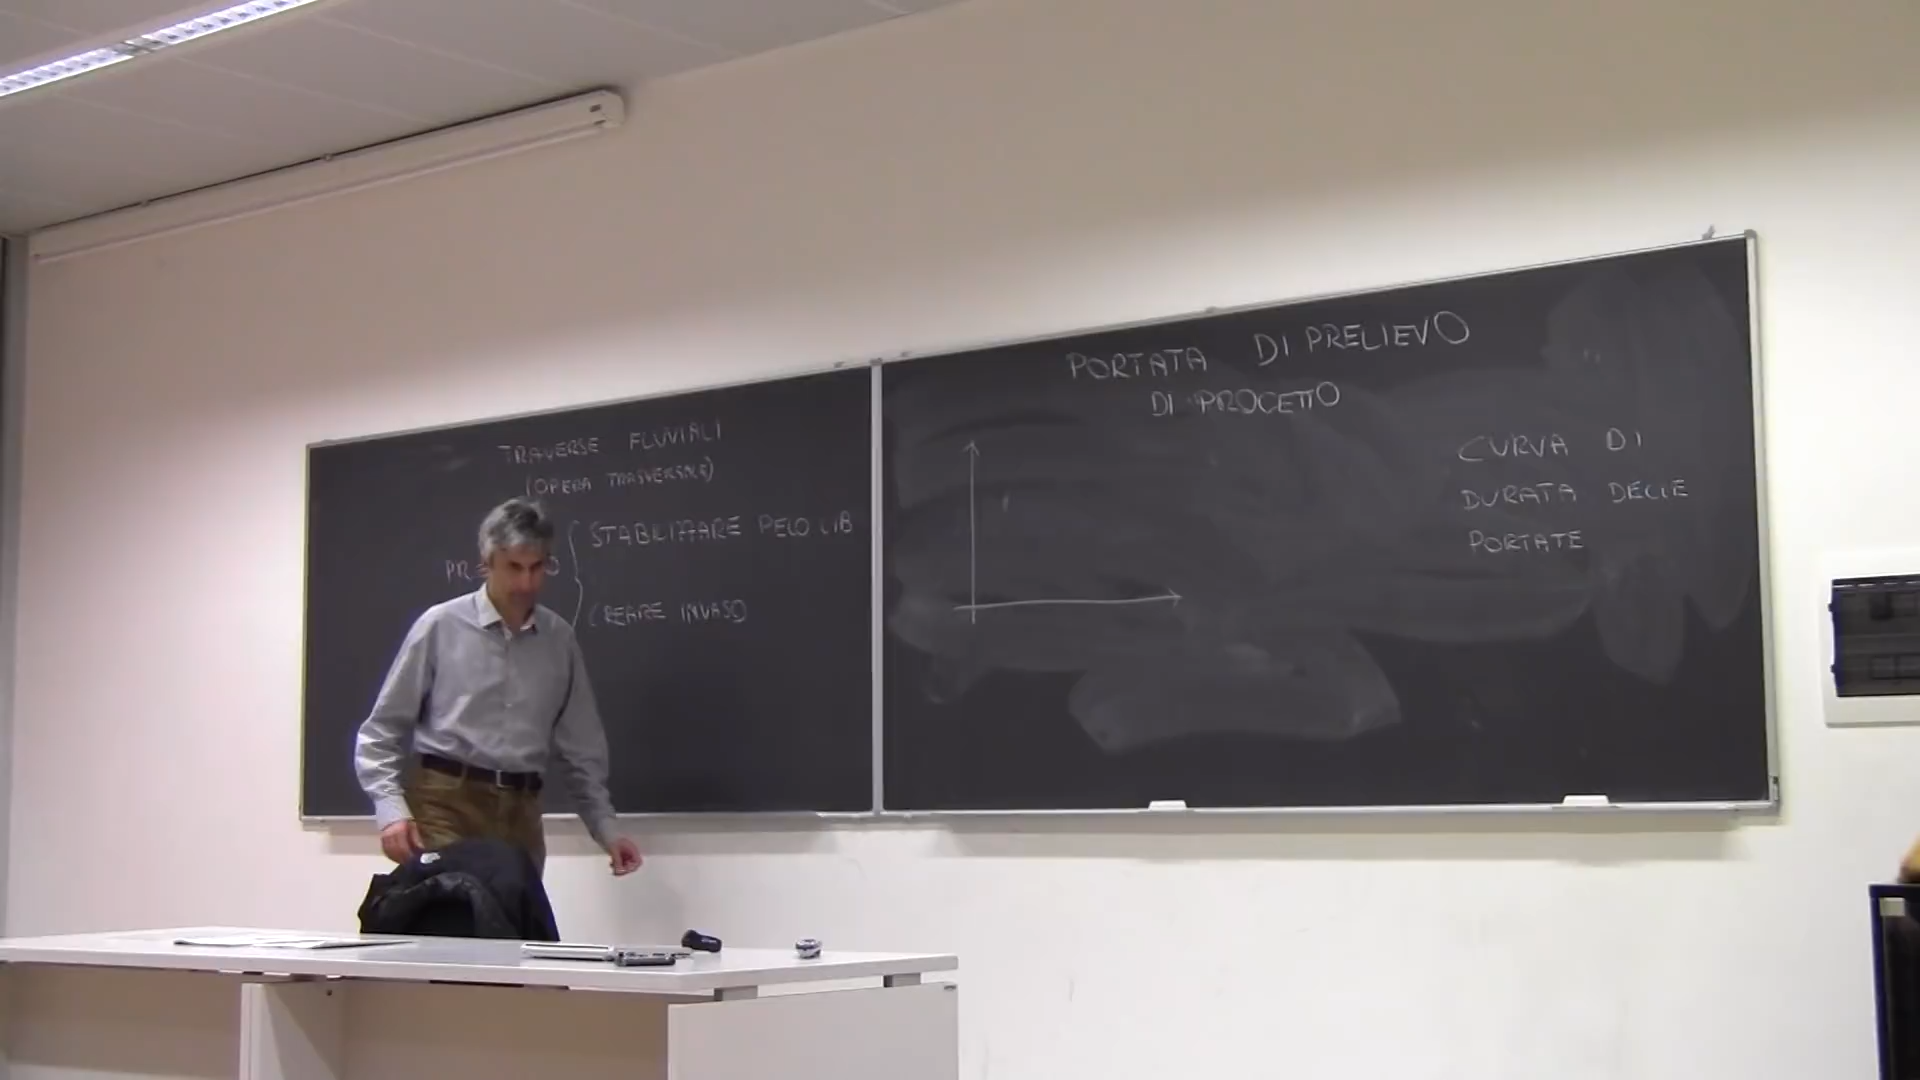 TRAVERSE FLUVIALI
(OPERA TRASVERSALE)
STABILIZZARE PELO LIB
CREARE INVASO
PORTATA DI PRELIEVO
DI PROGETTO
CURVA DI
DURATA DELLE
PORTATE